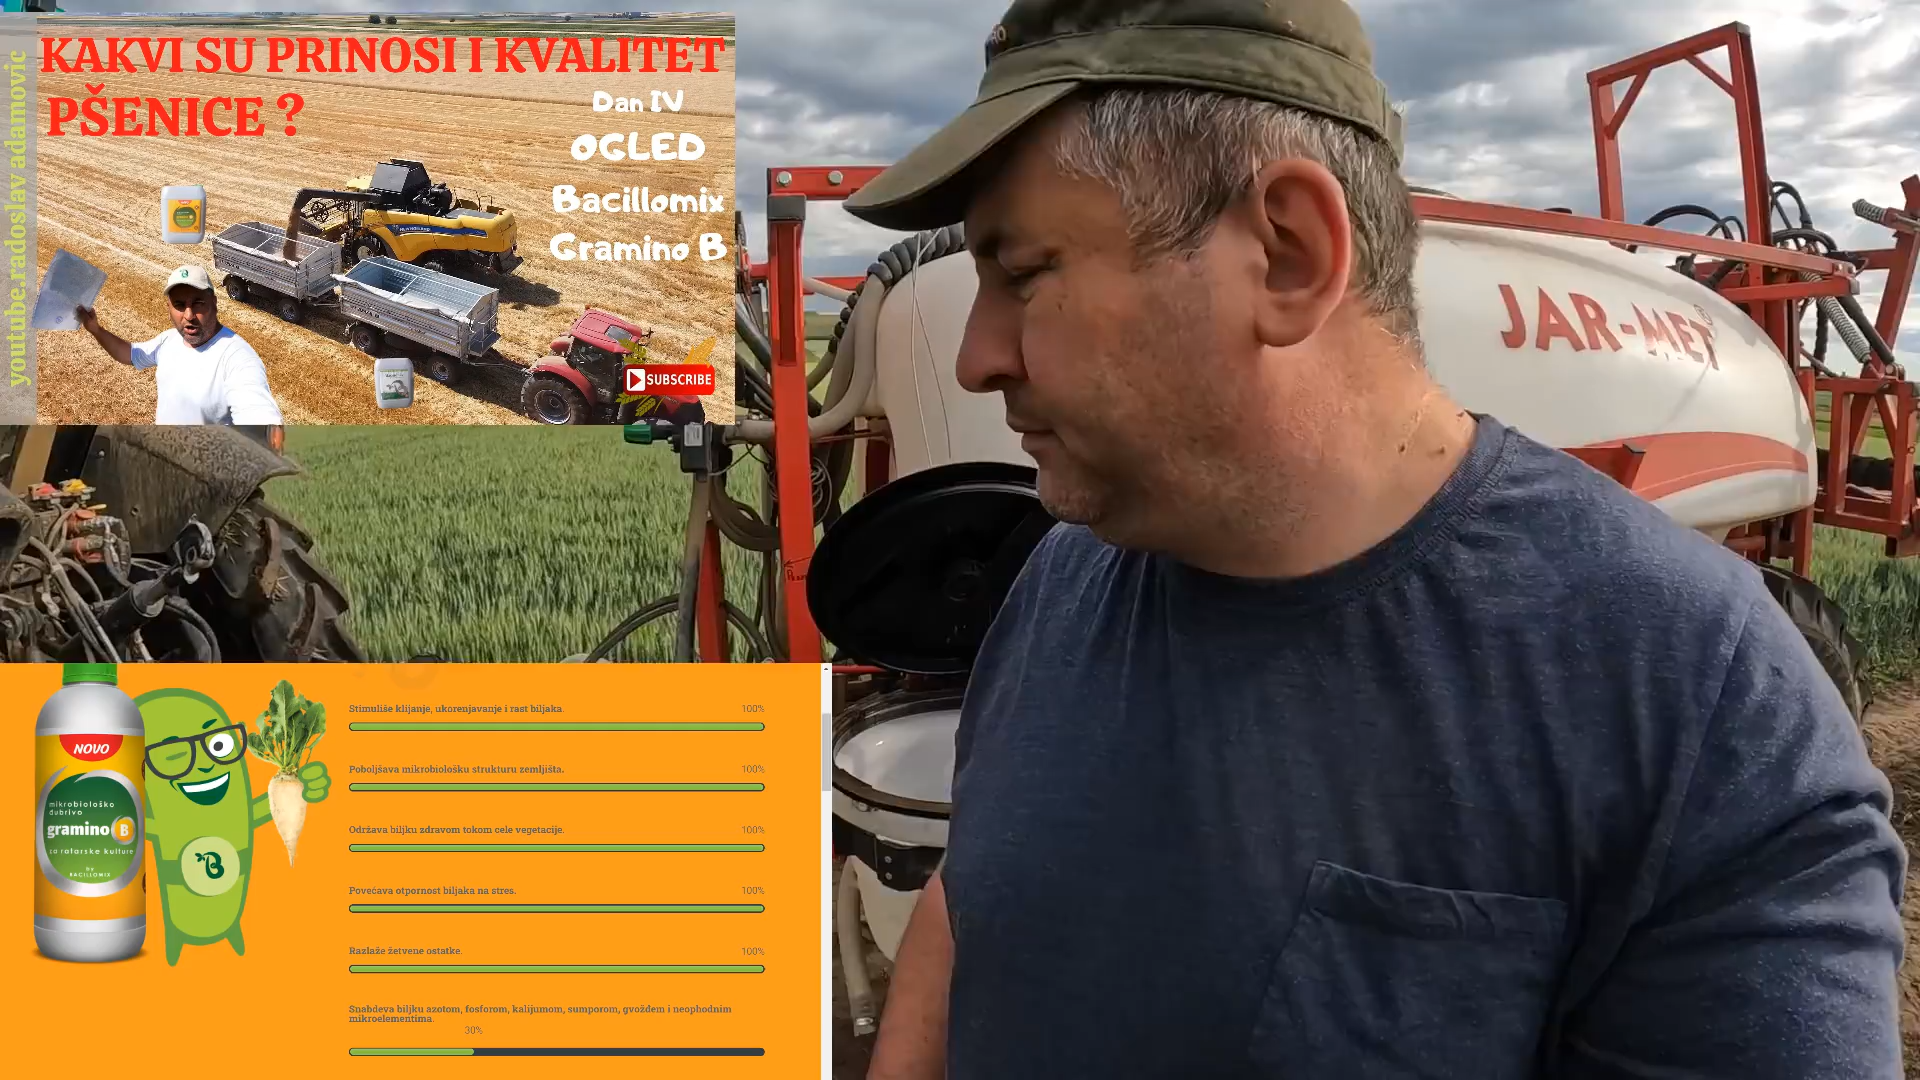 youtube.radoslav adamovic
KAKVI SU PRINOSI I KVALITET
PŠENICE ?
Dan IV
OGLED
Bacillomix
Gramino B
SUBSCRIBE
JAR-MET®
NOVO
mikrobiološko
đubrivo
gramino B
za ratarske kulture
by
BACILLOMIX
B
Stimuliše klijanje, ukorenjavanje i rast biljaka. 100%
Poboljšava mikrobiološku strukturu zemljišta. 100%
Održava biljku zdravom tokom cele vegetacije. 100%
Povećava otpornost biljaka na stres. 100%
Razlaže žetvene ostatke. 100%
Snabdeva biljku azotom, fosforom, kalijumom, sumporom, gvožđem i neophodnim
mikroelementima.
30%